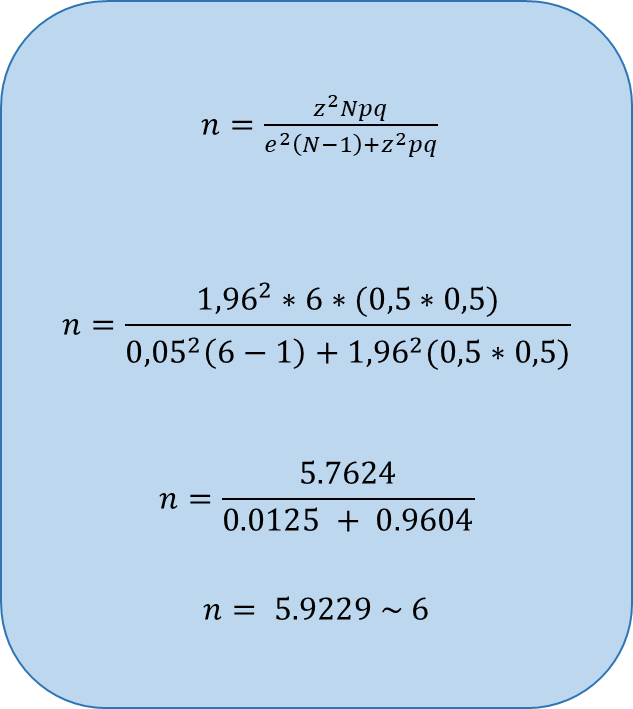 n = z²Npq / e²(N−1)+z²pq
n = 1,96² ∗ 6 ∗ (0,5 ∗ 0,5) / 0,05²(6 − 1) + 1,96²(0,5 ∗ 0,5)
n = 5.7624 / 0.0125 + 0.9604
n = 5.9229 ~ 6